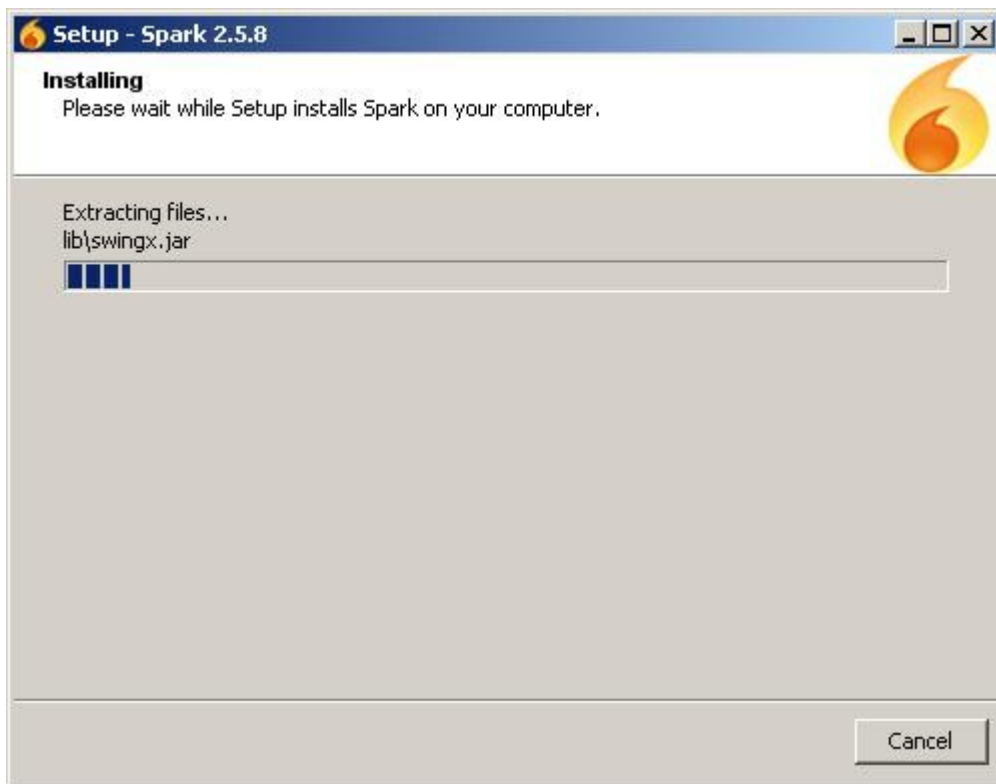 Setup - Spark 2.5.8
Installing
Please wait while Setup installs Spark on your computer.
Extracting files...
lib\swingx.jar
Cancel